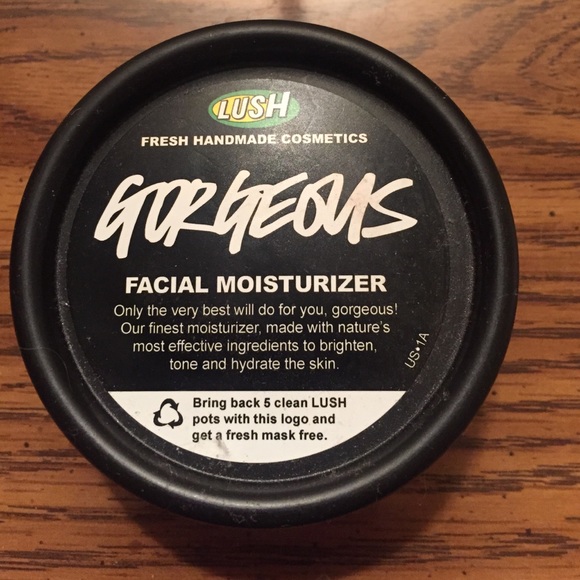 LUSH
FRESH HANDMADE COSMETICS
GORGEOUS
FACIAL MOISTURIZER
Only the very best will do for you, gorgeous!
Our finest moisturizer, made with nature's
most effective ingredients to brighten,
tone and hydrate the skin.
US•1A
Bring back 5 clean LUSH
pots with this logo and
get a fresh mask free.